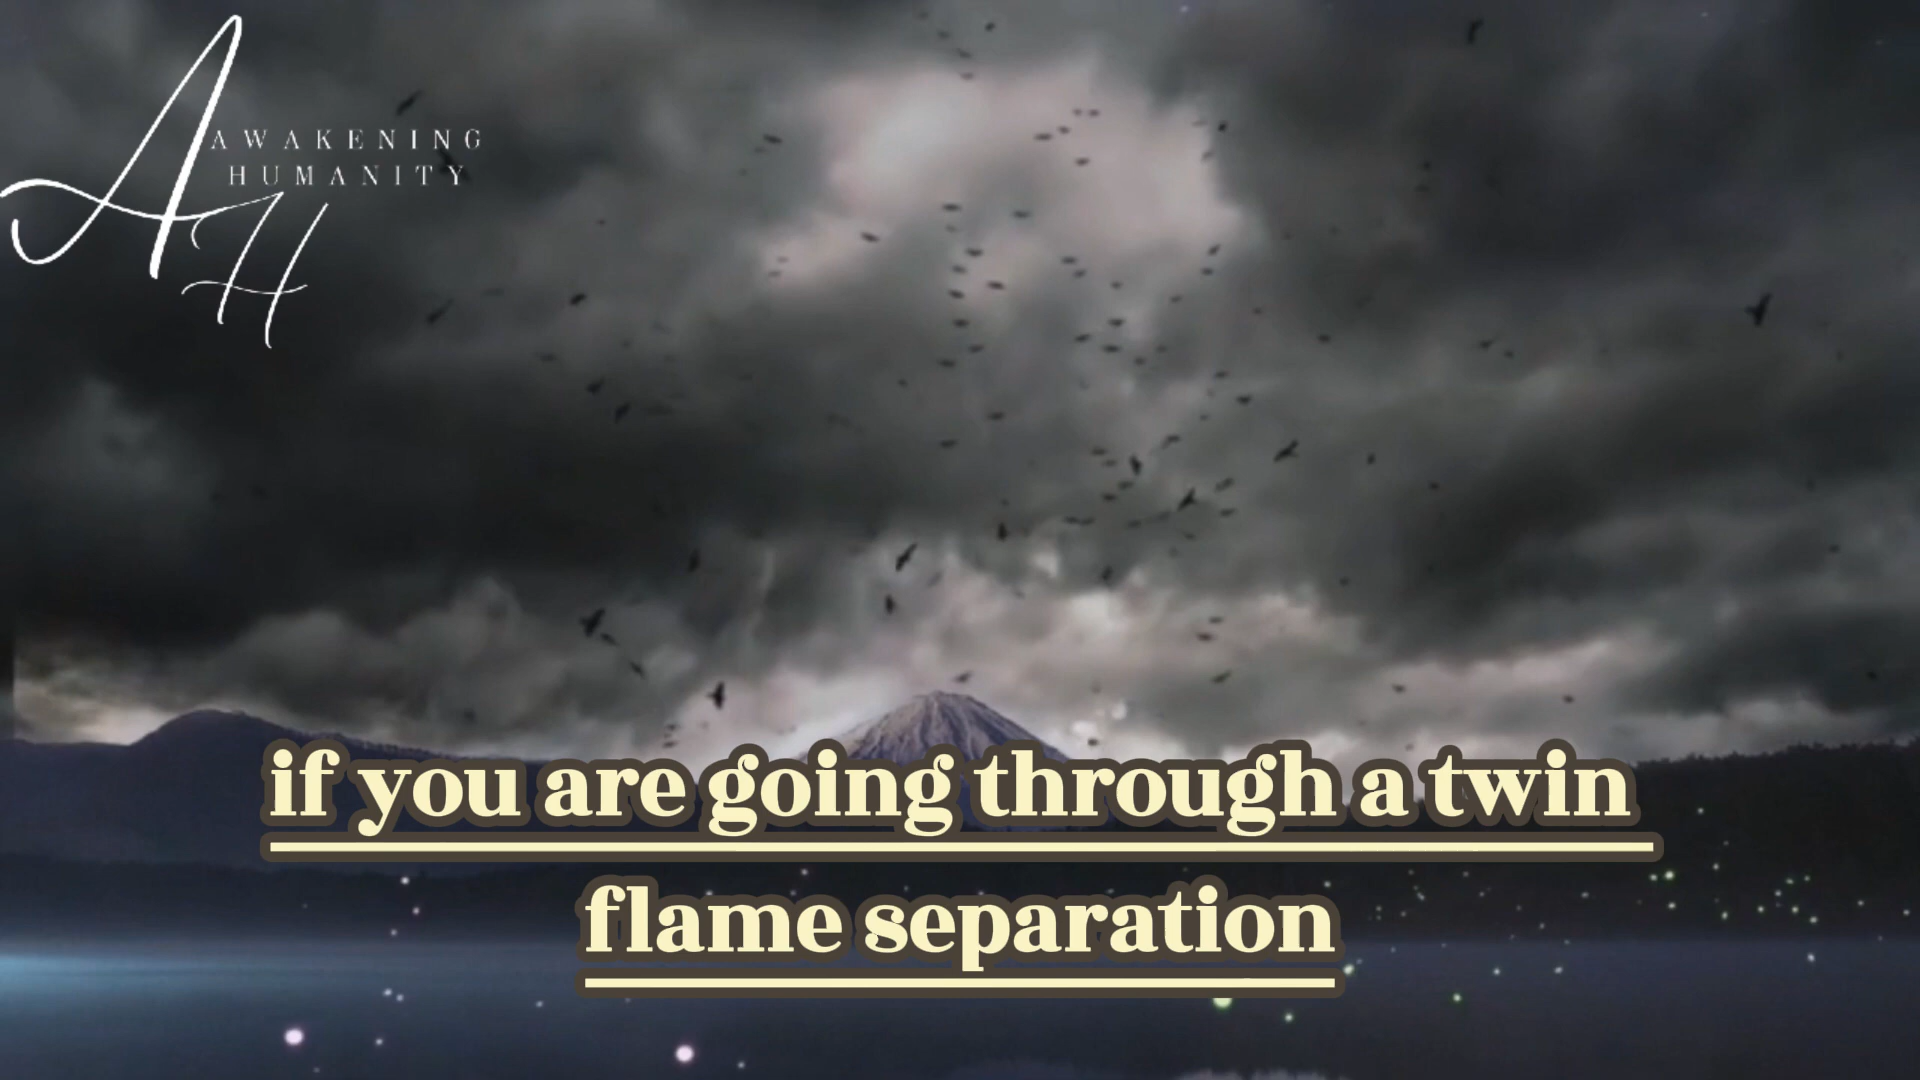 AWAKENING
HUMANITY
AH
if you are going through a twin
flame separation